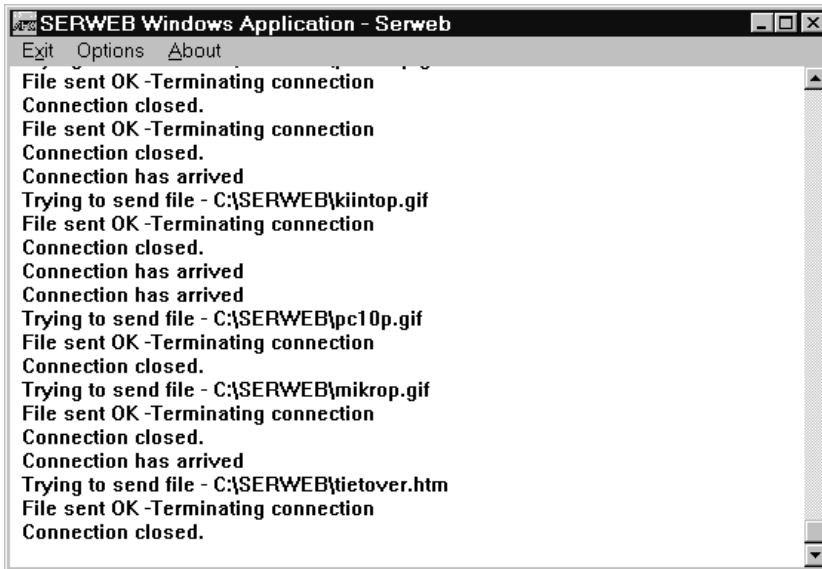 SERWEB Windows Application - Serweb
Exit Options About
File sent OK -Terminating connection
Connection closed.
File sent OK -Terminating connection
Connection closed.
Connection has arrived
Trying to send file - C:\SERWEB\kiintop.gif
File sent OK -Terminating connection
Connection closed.
Connection has arrived
Connection has arrived
Trying to send file - C:\SERWEB\pc10p.gif
File sent OK -Terminating connection
Connection closed.
Trying to send file - C:\SERWEB\mikrop.gif
File sent OK -Terminating connection
Connection closed.
Connection has arrived
Trying to send file - C:\SERWEB\tietover.htm
File sent OK -Terminating connection
Connection closed.